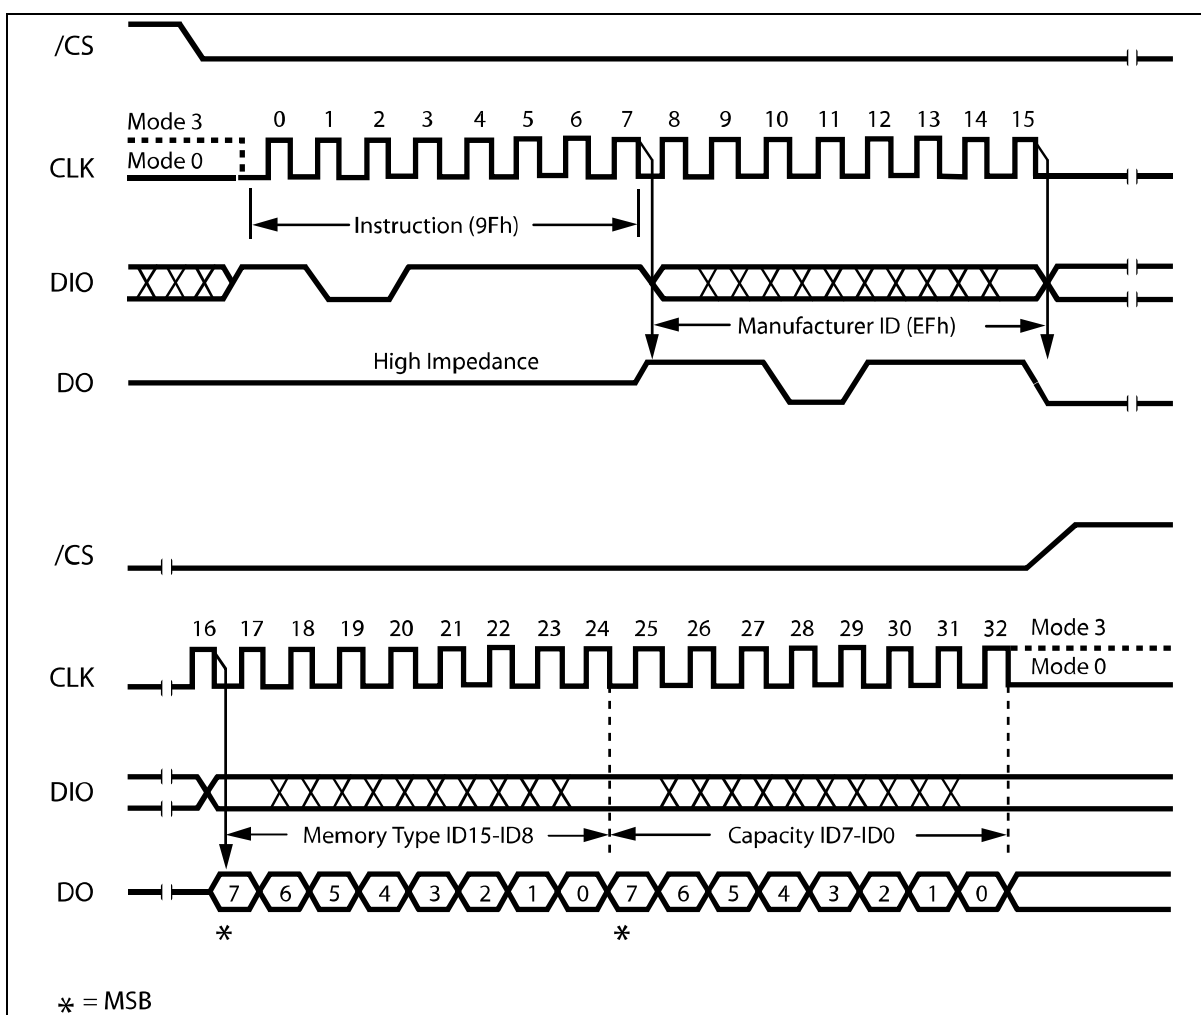 /CS
Mode 3
0 1 2 3 4 5 6 7 8 9 10 11 12 13 14 15
Mode 0
CLK
Instruction (9Fh)
DIO
Manufacturer ID (EFh)
High Impedance
DO
/CS
16 17 18 19 20 21 22 23 24 25 26 27 28 29 30 31 32
Mode 3
Mode 0
CLK
DIO
Memory Type ID15-ID8
Capacity ID7-ID0
DO
7 6 5 4 3 2 1 0 7 6 5 4 3 2 1 0
* *
* = MSB